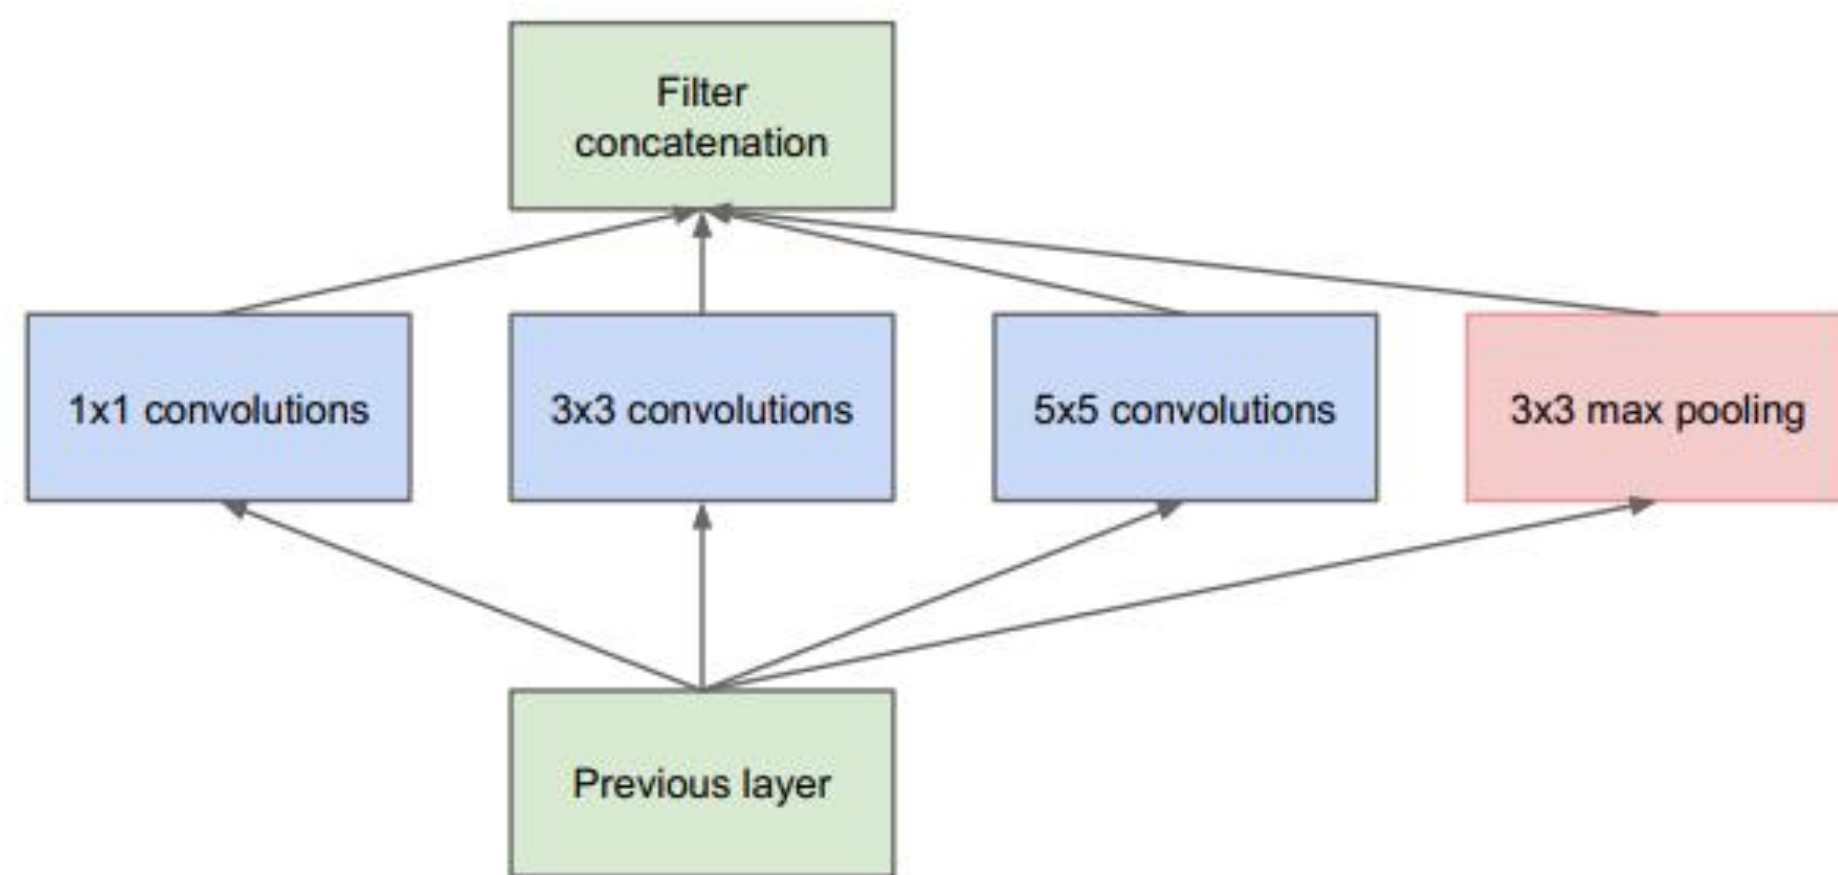 Filter
concatenation
1x1 convolutions
3x3 convolutions
5x5 convolutions
3x3 max pooling
Previous layer